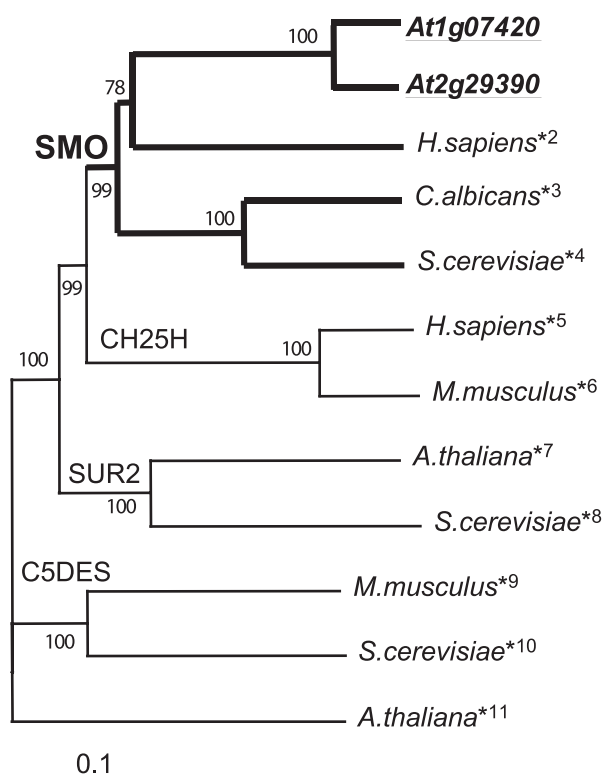 100
At1g07420
At2g29390
78
SMO
H.sapiens*2
99
C.albicans*3
100
S.cerevisiae*4
99
H.sapiens*5
CH25H
100
100
M.musculus*6
A.thaliana*7
SUR2
100
S.cerevisiae*8
C5DES
M.musculus*9
100
S.cerevisiae*10
A.thaliana*11
0.1